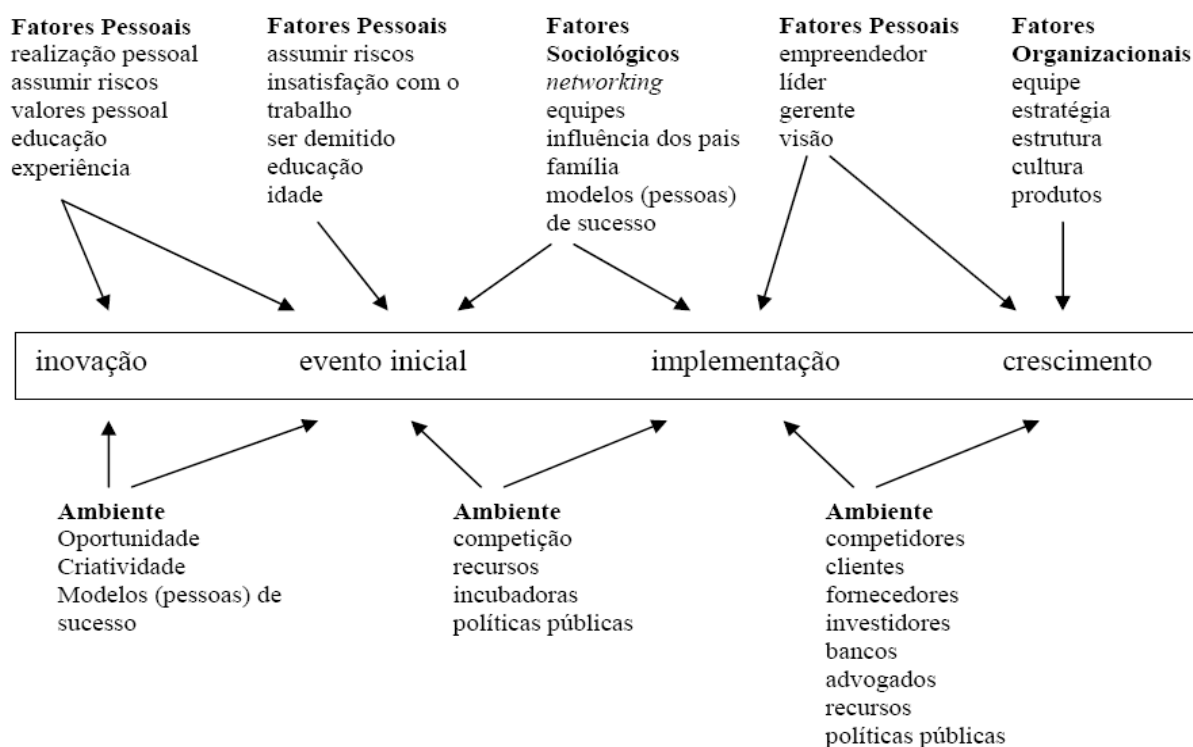 Fatores Pessoais
realização pessoal
assumir riscos
valores pessoal
educação
experiência
Fatores Pessoais
assumir riscos
insatisfação com o
trabalho
ser demitido
educação
idade
Fatores
Sociológicos
networking
equipes
influência dos pais
família
modelos (pessoas)
de sucesso
Fatores Pessoais
empreendedor
líder
gerente
visão
Fatores
Organizacionais
equipe
estratégia
estrutura
cultura
produtos
inovação
evento inicial
implementação
crescimento
Ambiente
Oportunidade
Criatividade
Modelos (pessoas) de
sucesso
Ambiente
competição
recursos
incubadoras
políticas públicas
Ambiente
competidores
clientes
fornecedores
investidores
bancos
advogados
recursos
políticas públicas